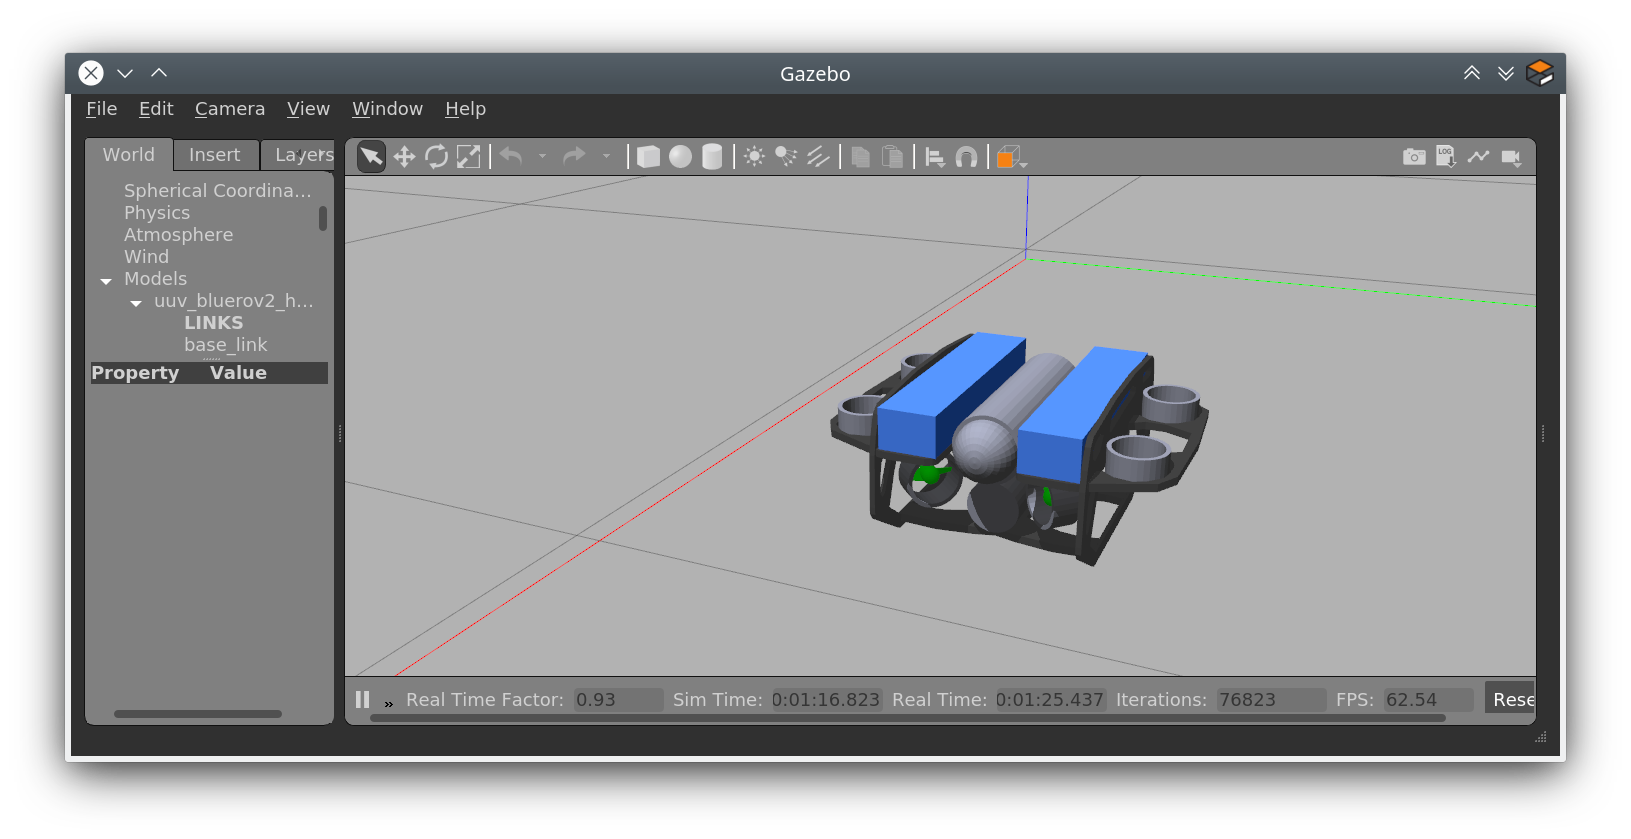 Gazebo
File Edit Camera View Window Help
World Insert Layers
LOG
Spherical Coordina...
Physics
Atmosphere
Wind
Models
uuv_bluerov2_h...
LINKS
base_link
Property Value
Real Time Factor: 0.93 Sim Time: 0:01:16.823 Real Time: 0:01:25.437 Iterations: 76823 FPS: 62.54 Rese